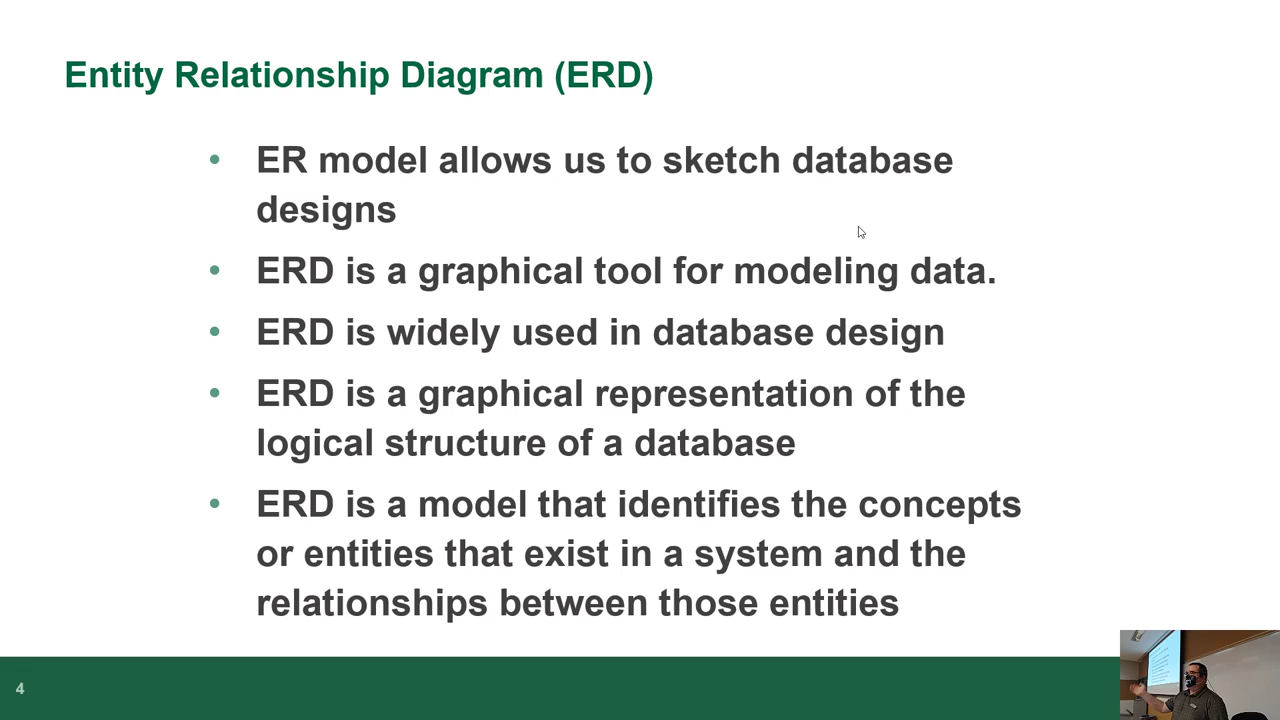 Entity Relationship Diagram (ERD)
• ER model allows us to sketch database
designs
• ERD is a graphical tool for modeling data.
• ERD is widely used in database design
• ERD is a graphical representation of the
logical structure of a database
• ERD is a model that identifies the concepts
or entities that exist in a system and the
relationships between those entities
4